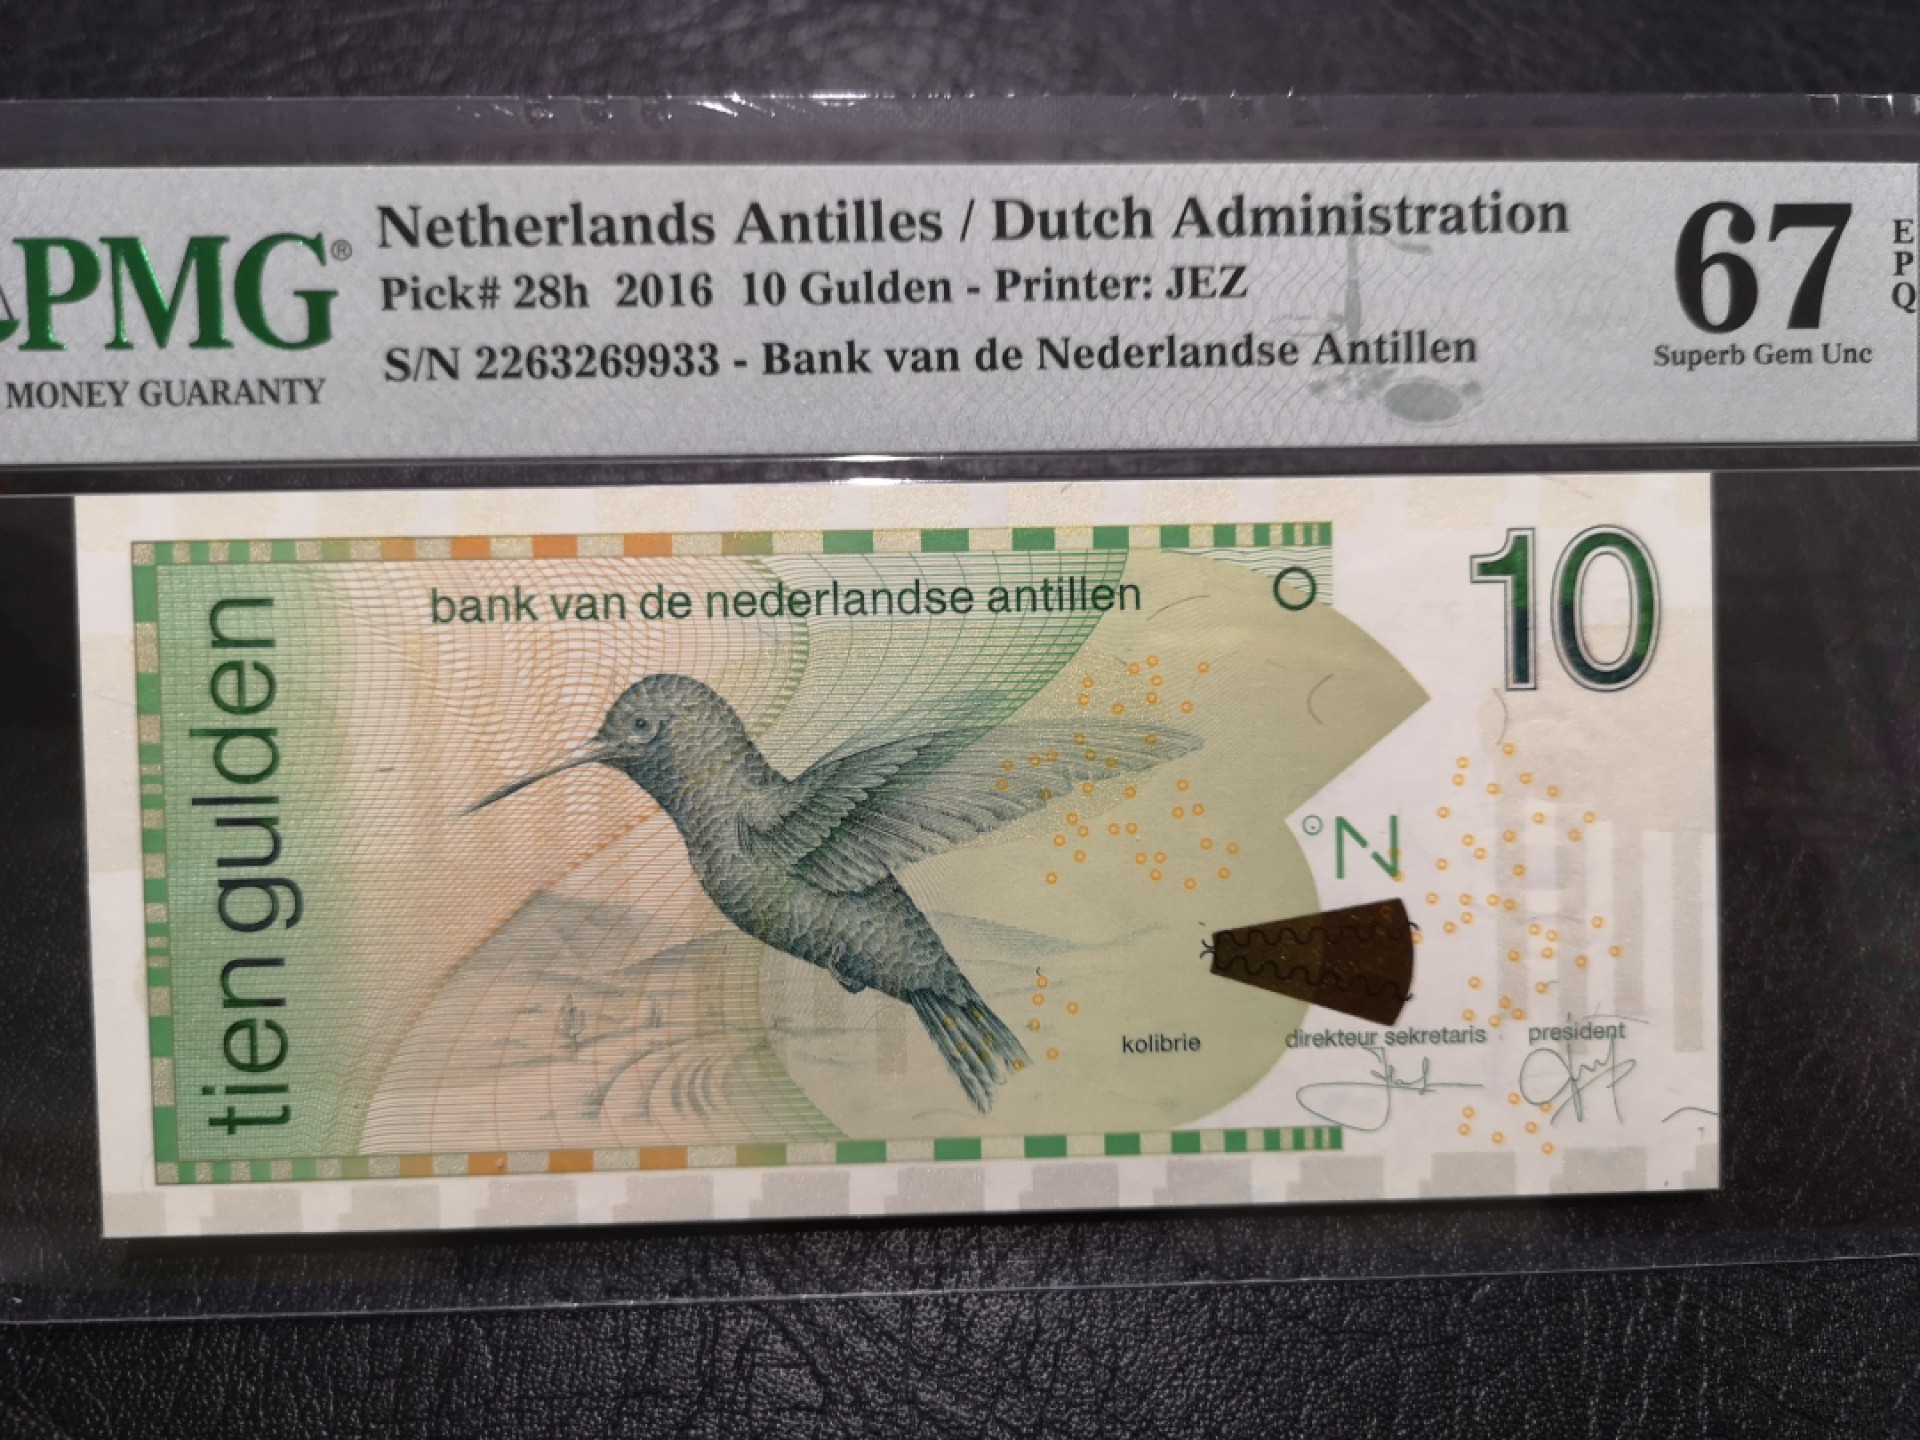 PMG®
MONEY GUARANTY
Netherlands Antilles / Dutch Administration
Pick# 28h 2016 10 Gulden - Printer: JEZ
S/N 2263269933 - Bank van de Nederlandse Antillen
67
EPQ
Superb Gem Unc
tien gulden
bank van de nederlandse antillen
10
N
kolibrie
direkteur sekretaris
president